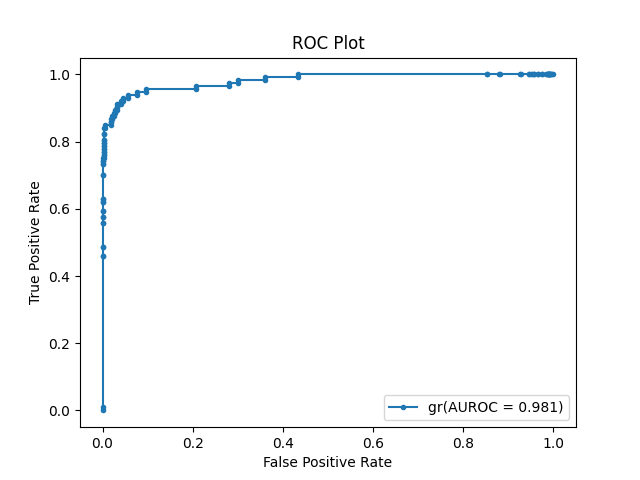 ROC Plot
True Positive Rate
1.0
0.8
0.6
0.4
0.2
0.0
gr(AUROC = 0.981)
0.0 0.2 0.4 0.6 0.8 1.0
False Positive Rate